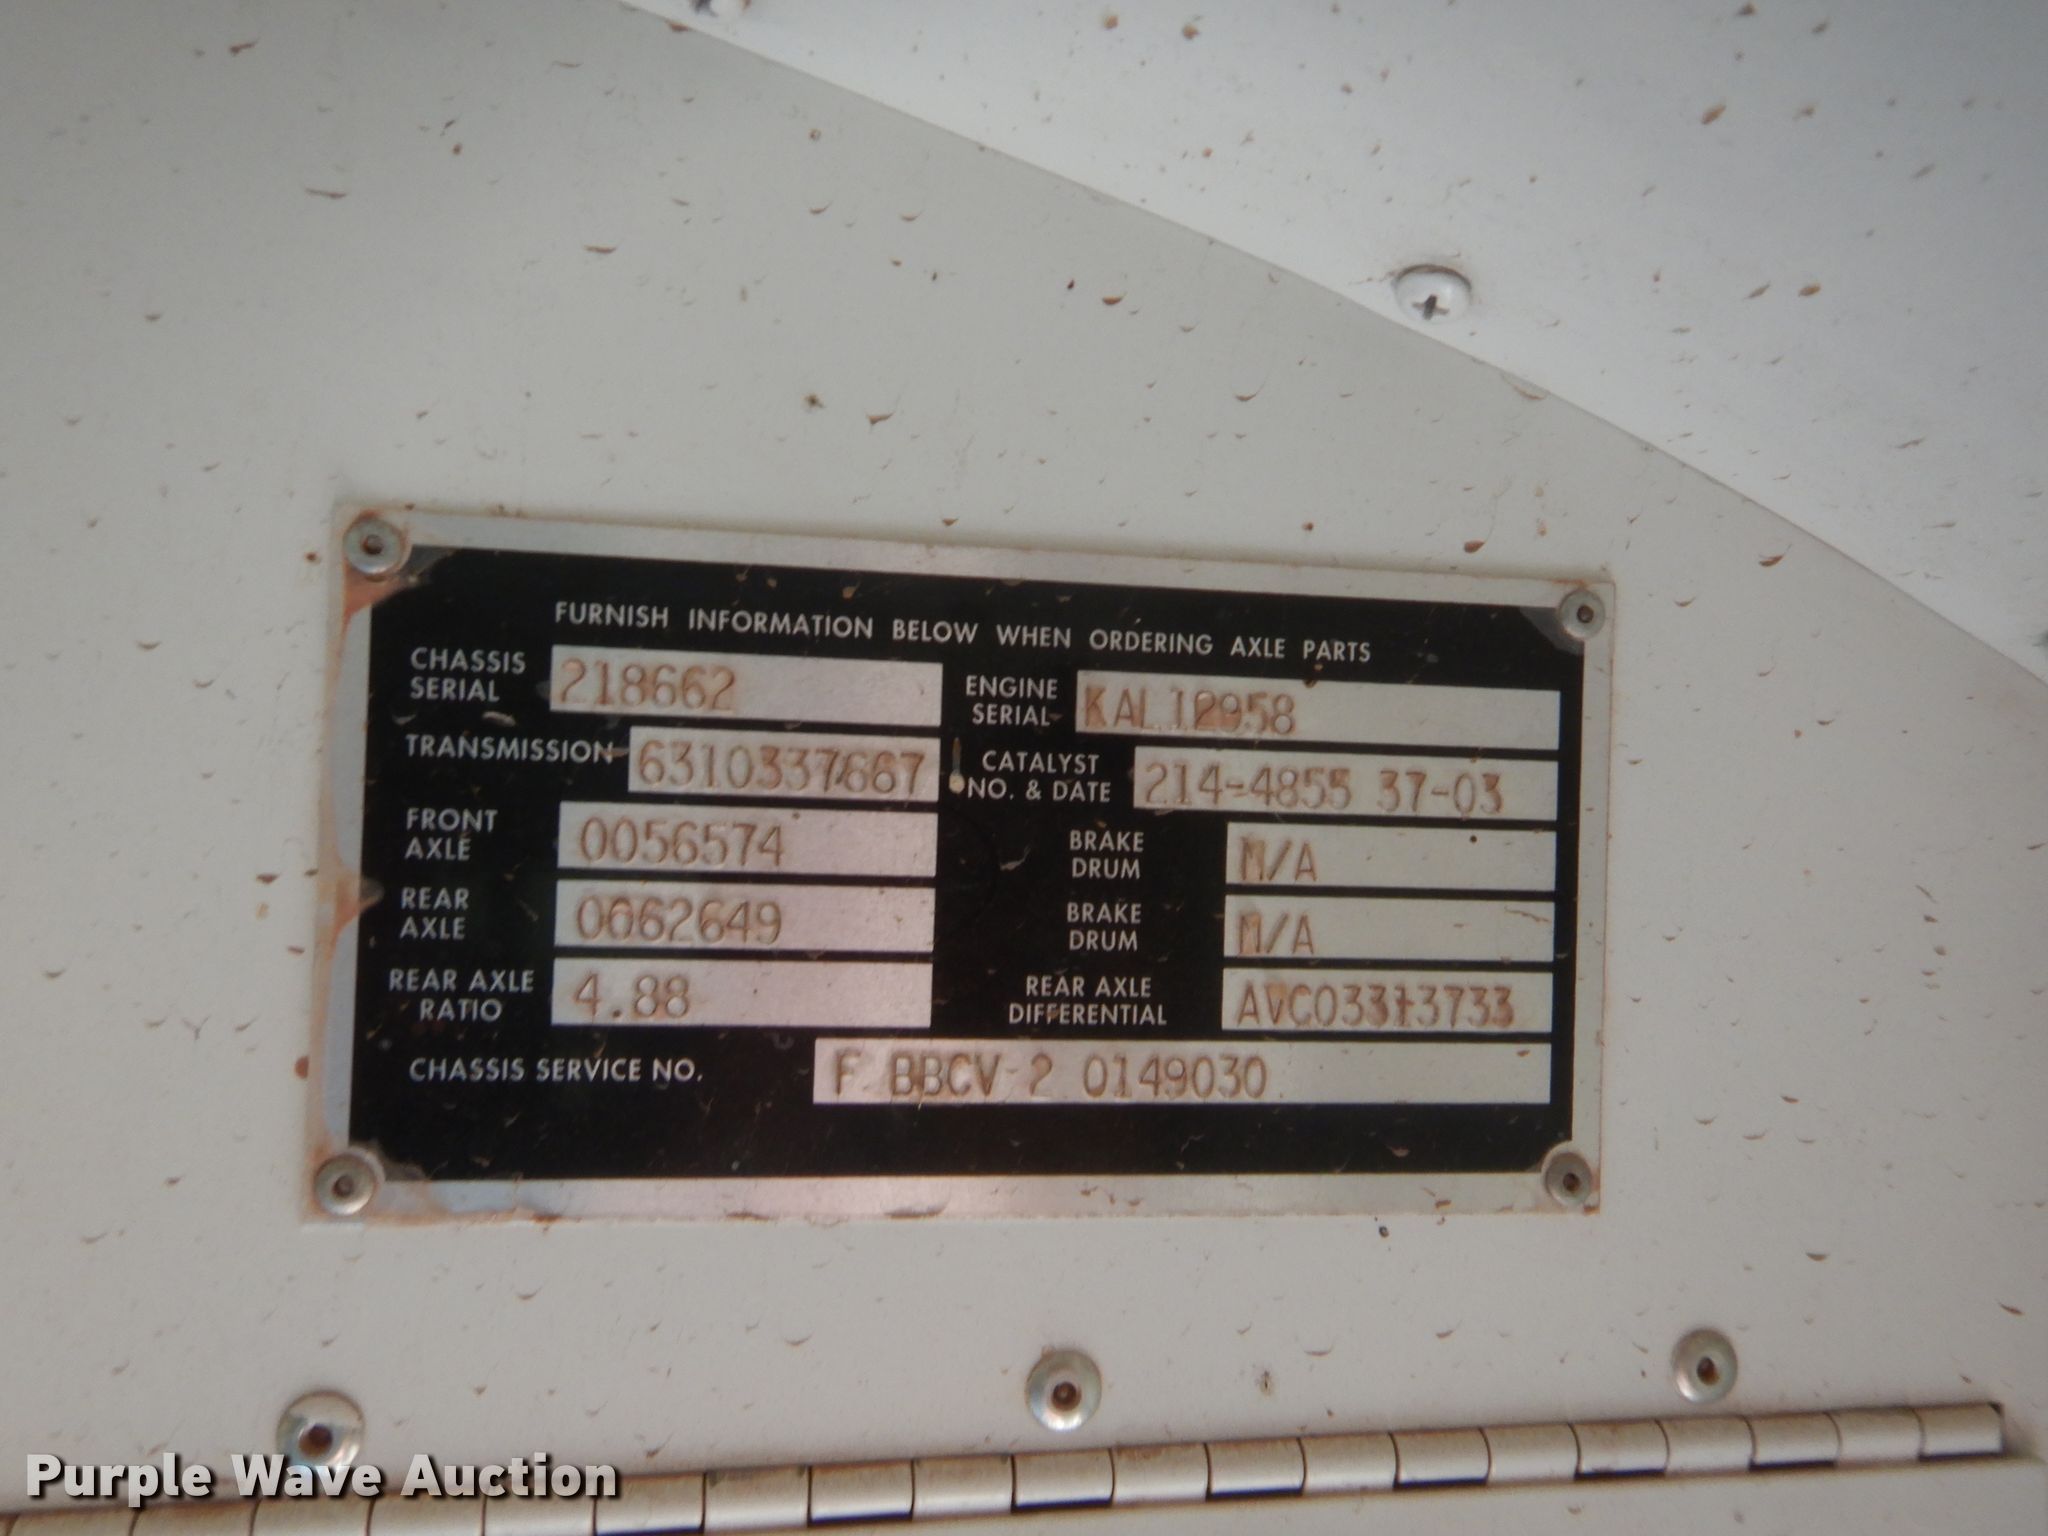 FURNISH INFORMATION BELOW WHEN ORDERING AXLE PARTS
CHASSIS SERIAL 218662
ENGINE SERIAL KAL12958
TRANSMISSION 6310337667
CATALYST NO. & DATE 214-4855 37-03
FRONT AXLE 0056574
BRAKE DRUM M/A
REAR AXLE 0062649
BRAKE DRUM M/A
REAR AXLE RATIO 4.88
REAR AXLE DIFFERENTIAL AVC03313733
CHASSIS SERVICE NO. F BBCV-2 0149030
Purple Wave Auction